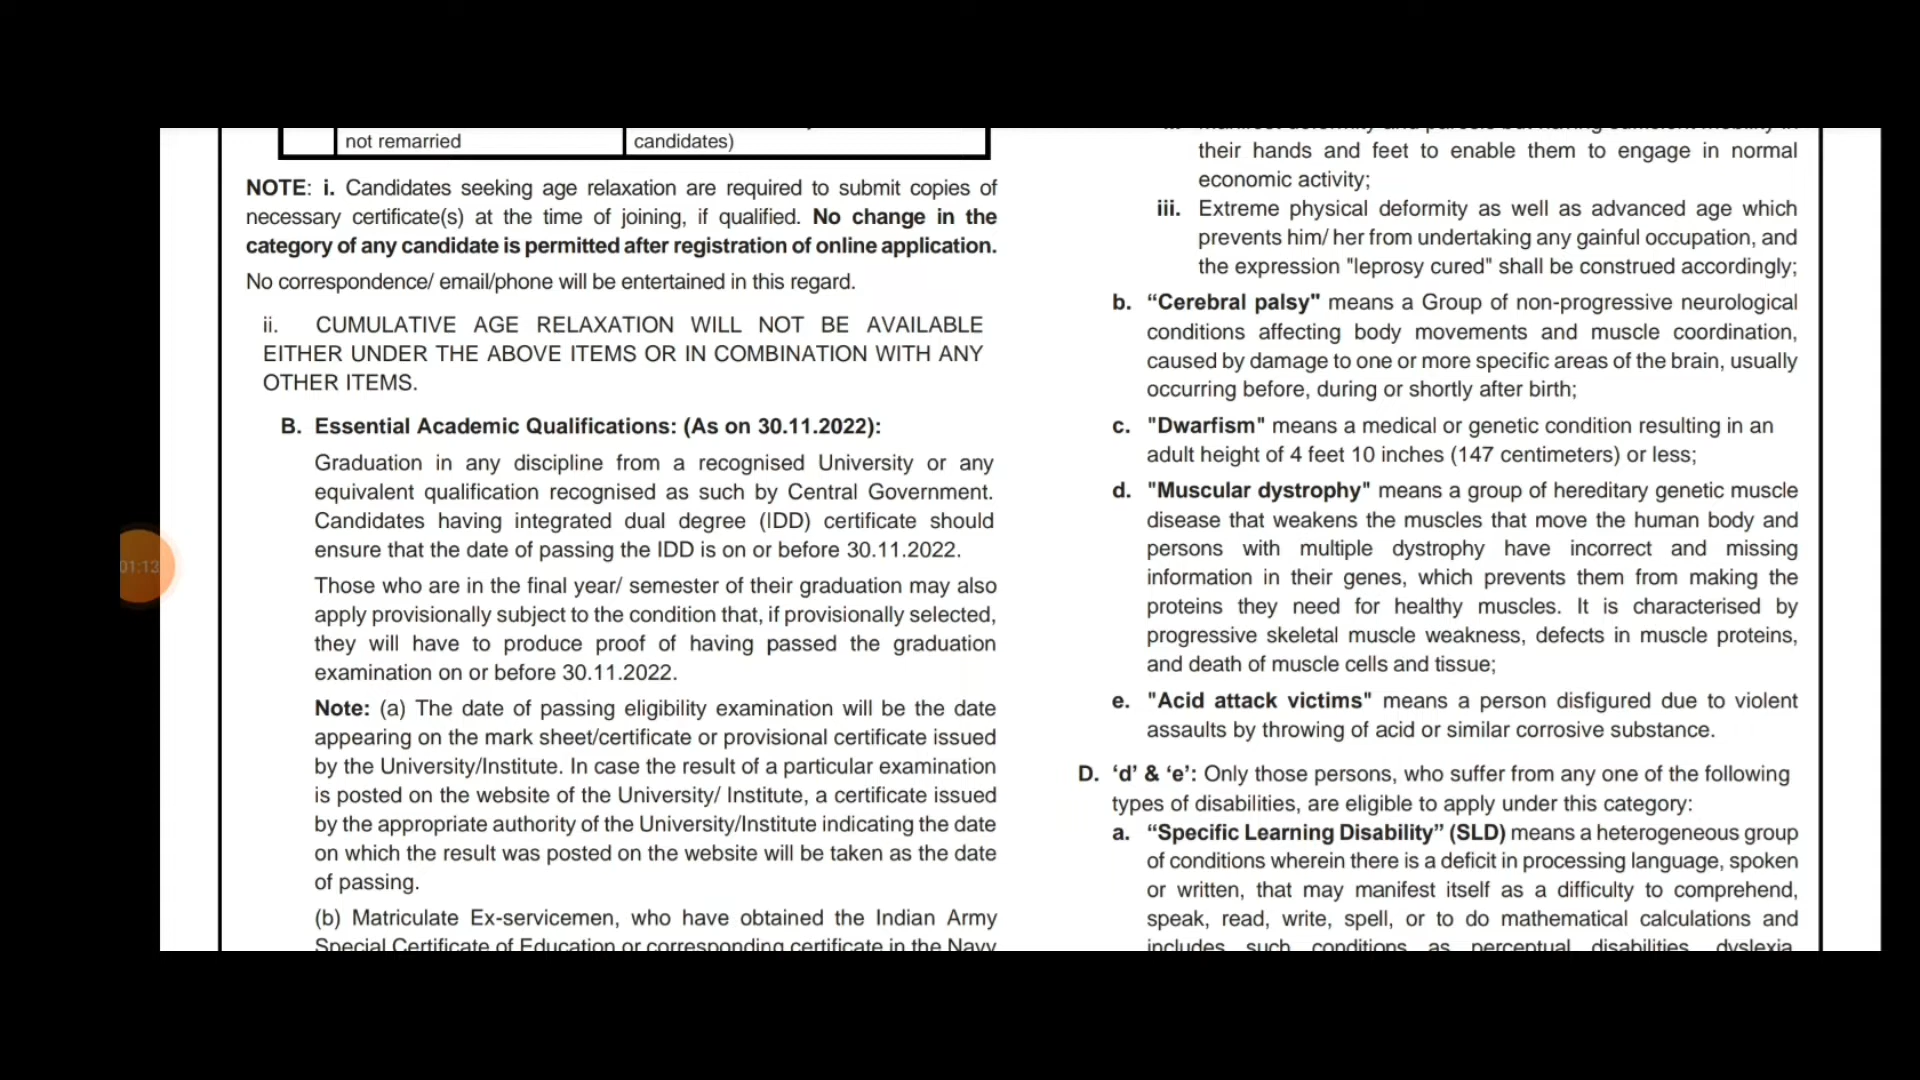 not remarried
candidates)
NOTE: i. Candidates seeking age relaxation are required to submit copies of
necessary certificate(s) at the time of joining, if qualified. No change in the
category of any candidate is permitted after registration of online application.
No correspondence/ email/phone will be entertained in this regard.
ii. CUMULATIVE AGE RELAXATION WILL NOT BE AVAILABLE
EITHER UNDER THE ABOVE ITEMS OR IN COMBINATION WITH ANY
OTHER ITEMS.
B. Essential Academic Qualifications: (As on 30.11.2022):
Graduation in any discipline from a recognised University or any
equivalent qualification recognised as such by Central Government.
Candidates having integrated dual degree (IDD) certificate should
ensure that the date of passing the IDD is on or before 30.11.2022.
Those who are in the final year/ semester of their graduation may also
apply provisionally subject to the condition that, if provisionally selected,
they will have to produce proof of having passed the graduation
examination on or before 30.11.2022.
Note: (a) The date of passing eligibility examination will be the date
appearing on the mark sheet/certificate or provisional certificate issued
by the University/Institute. In case the result of a particular examination
is posted on the website of the University/ Institute, a certificate issued
by the appropriate authority of the University/Institute indicating the date
on which the result was posted on the website will be taken as the date
of passing.
(b) Matriculate Ex-servicemen, who have obtained the Indian Army
Special Certificate of Education or corresponding certificate in the Navy
01:13
their hands and feet to enable them to engage in normal
economic activity;
iii. Extreme physical deformity as well as advanced age which
prevents him/ her from undertaking any gainful occupation, and
the expression "leprosy cured" shall be construed accordingly;
b. “Cerebral palsy" means a Group of non-progressive neurological
conditions affecting body movements and muscle coordination,
caused by damage to one or more specific areas of the brain, usually
occurring before, during or shortly after birth;
c. "Dwarfism" means a medical or genetic condition resulting in an
adult height of 4 feet 10 inches (147 centimeters) or less;
d. "Muscular dystrophy" means a group of hereditary genetic muscle
disease that weakens the muscles that move the human body and
persons with multiple dystrophy have incorrect and missing
information in their genes, which prevents them from making the
proteins they need for healthy muscles. It is characterised by
progressive skeletal muscle weakness, defects in muscle proteins,
and death of muscle cells and tissue;
e. "Acid attack victims" means a person disfigured due to violent
assaults by throwing of acid or similar corrosive substance.
D. ‘d’ & ‘e’: Only those persons, who suffer from any one of the following
types of disabilities, are eligible to apply under this category:
a. “Specific Learning Disability” (SLD) means a heterogeneous group
of conditions wherein there is a deficit in processing language, spoken
or written, that may manifest itself as a difficulty to comprehend,
speak, read, write, spell, or to do mathematical calculations and
includes such conditions as perceptual disabilities dyslexia